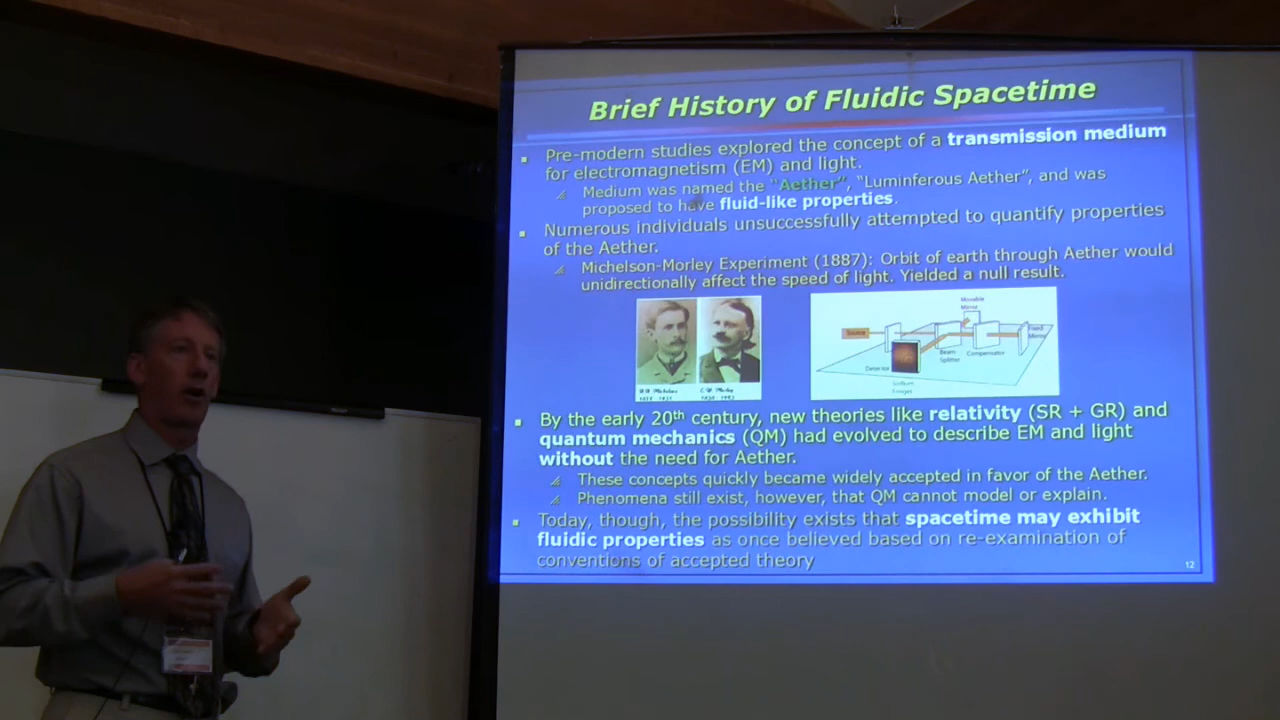 Brief History of Fluidic Spacetime
Pre-modern studies explored the concept of a transmission medium
for electromagnetism (EM) and light.
Medium was named the "Aether", "Luminferous Aether", and was
proposed to have fluid-like properties.
Numerous individuals unsuccessfully attempted to quantify properties
of the Aether.
Michelson-Morley Experiment (1887): Orbit of earth through Aether would
unidirectionally affect the speed of light. Yielded a null result.
Movable
Mirror
Source
Fixed
Mirror
Beam
Splitter
Compensator
Detector
Fringes
By the early 20th century, new theories like relativity (SR + GR) and
quantum mechanics (QM) had evolved to describe EM and light
without the need for Aether.
These concepts quickly became widely accepted in favor of the Aether.
Phenomena still exist, however, that QM cannot model or explain.
Today, though, the possibility exists that spacetime may exhibit
fluidic properties as once believed based on re-examination of
conventions of accepted theory
12